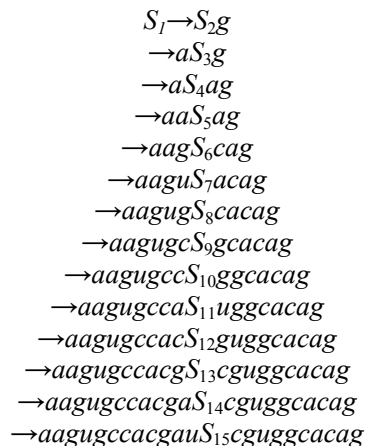 S₁→S₂g
→aS₃g
→aS₄ag
→aaS₅ag
→aagS₆cag
→aaguS₇acag
→aagugS₈cacag
→aagugcS₉gcacag
→aagugccS₁₀ggcacag
→aagugccaS₁₁uggcacag
→aagugccacS₁₂guggcacag
→aagugccacgS₁₃cguggcacag
→aagugccacgaS₁₄cguggcacag
→aagugccacgauS₁₅cguggcacag